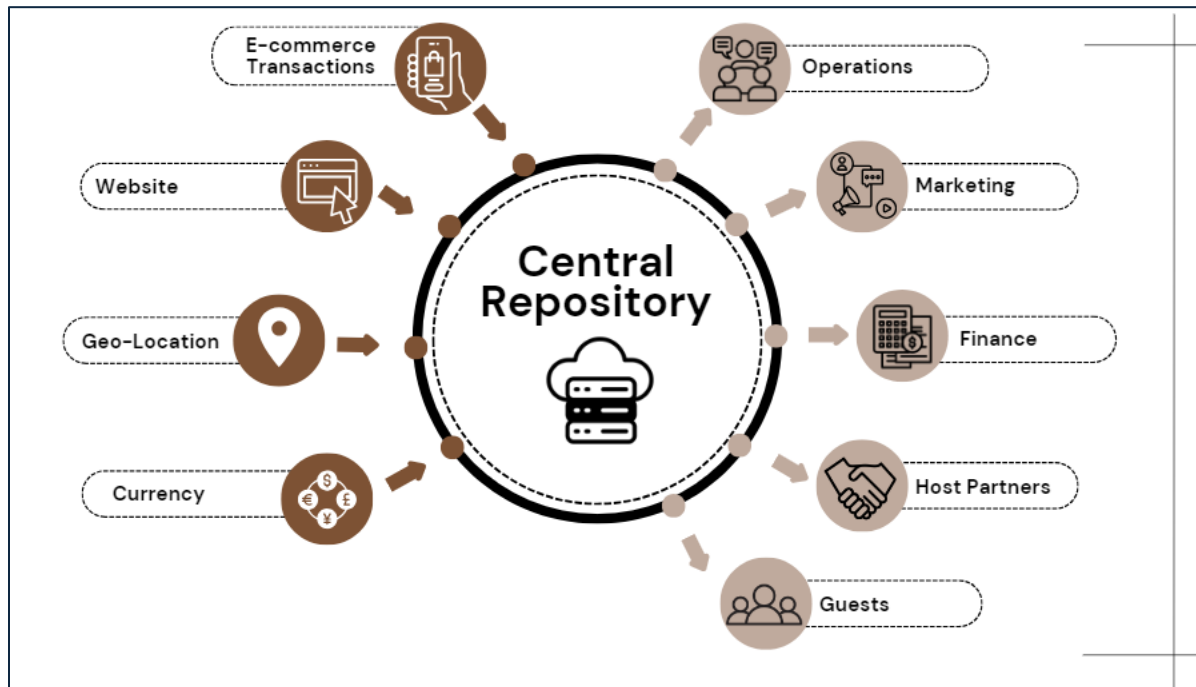 E-commerce
Transactions
Website
Geo-Location
Currency
$
€
£
¥
Central
Repository
Operations
Marketing
$
Finance
Host Partners
Guests